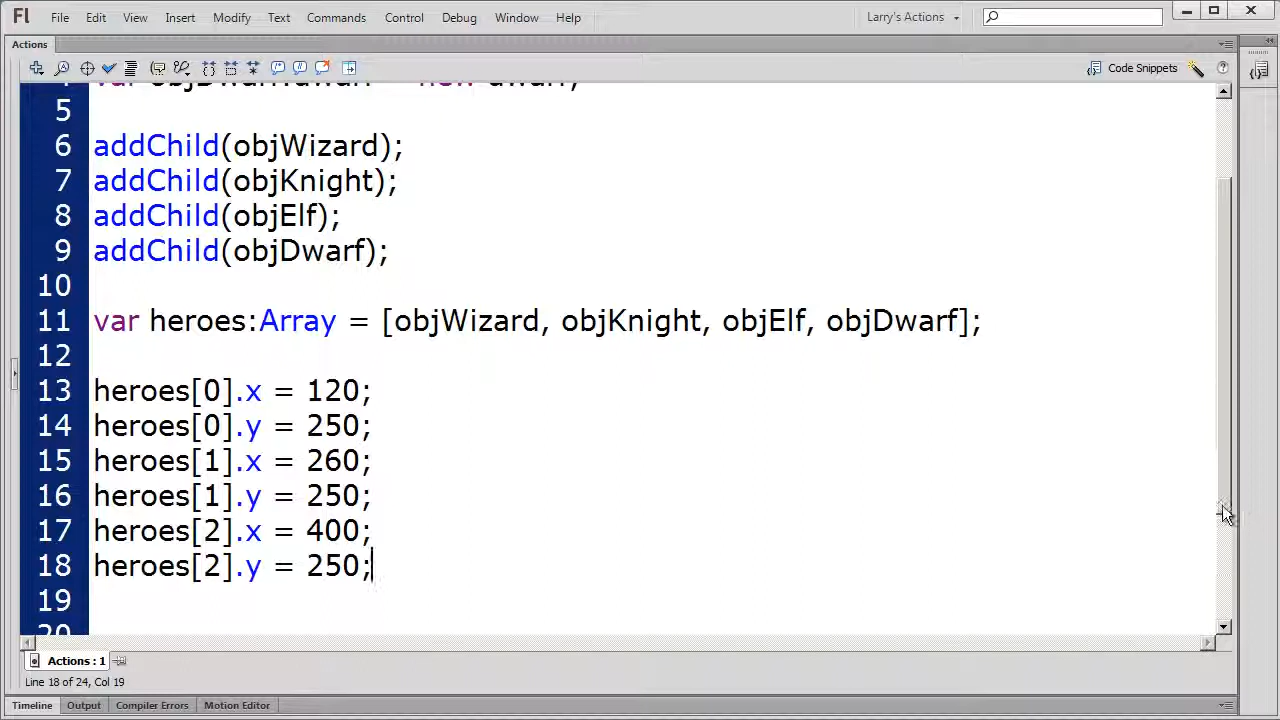 Fl File Edit View Insert Modify Text Commands Control Debug Window Help Larry's Actions
Actions
Code Snippets
5
6 addChild(objWizard);
7 addChild(objKnight);
8 addChild(objElf);
9 addChild(objDwarf);
10
11 var heroes:Array = [objWizard, objKnight, objElf, objDwarf];
12
13 heroes[0].x = 120;
14 heroes[0].y = 250;
15 heroes[1].x = 260;
16 heroes[1].y = 250;
17 heroes[2].x = 400;
18 heroes[2].y = 250;
19
20
Actions : 1
Line 18 of 24, Col 19
Timeline Output Compiler Errors Motion Editor